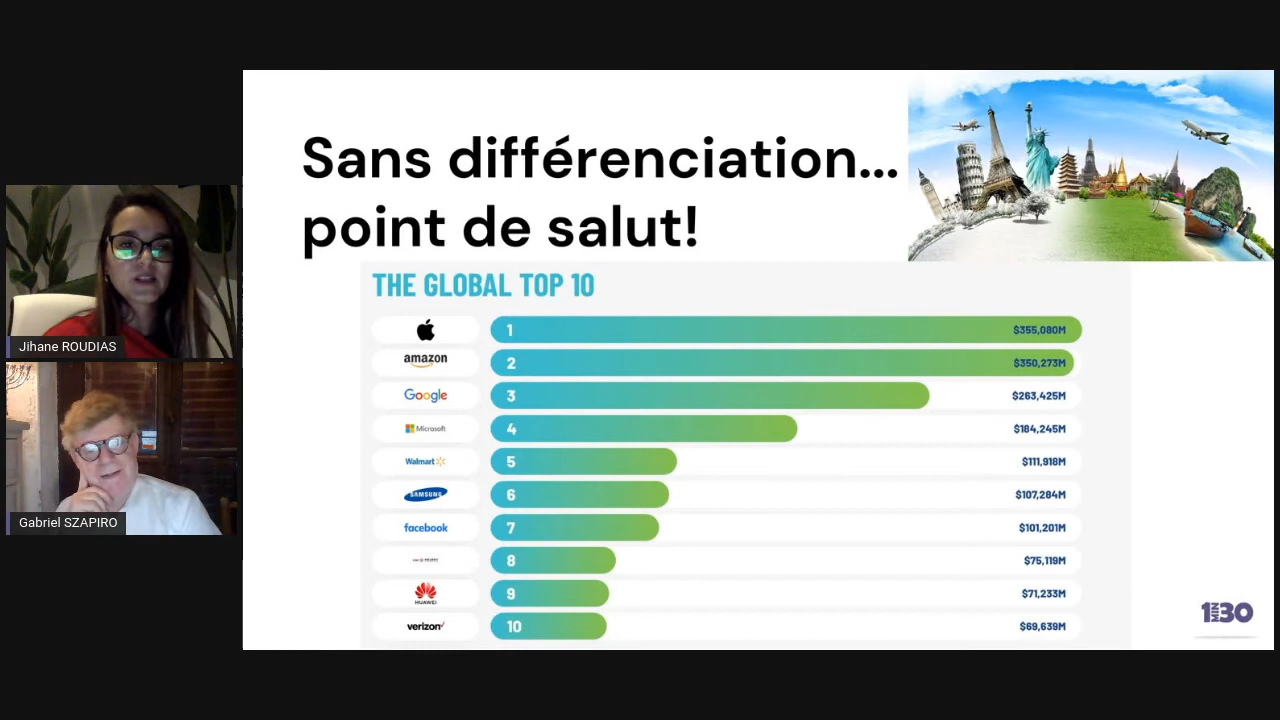 Sans différenciation...
point de salut!
THE GLOBAL TOP 10
1 $355,080M
amazon 2 $350,273M
Google 3 $263,425M
Microsoft 4 $184,245M
Walmart 5 $111,918M
SAMSUNG 6 $107,284M
facebook 7 $101,201M
8 $75,119M
HUAWEI 9 $71,233M
verizon 10 $69,639M
Jihane ROUDIAS
Gabriel SZAPIRO
1MIN30